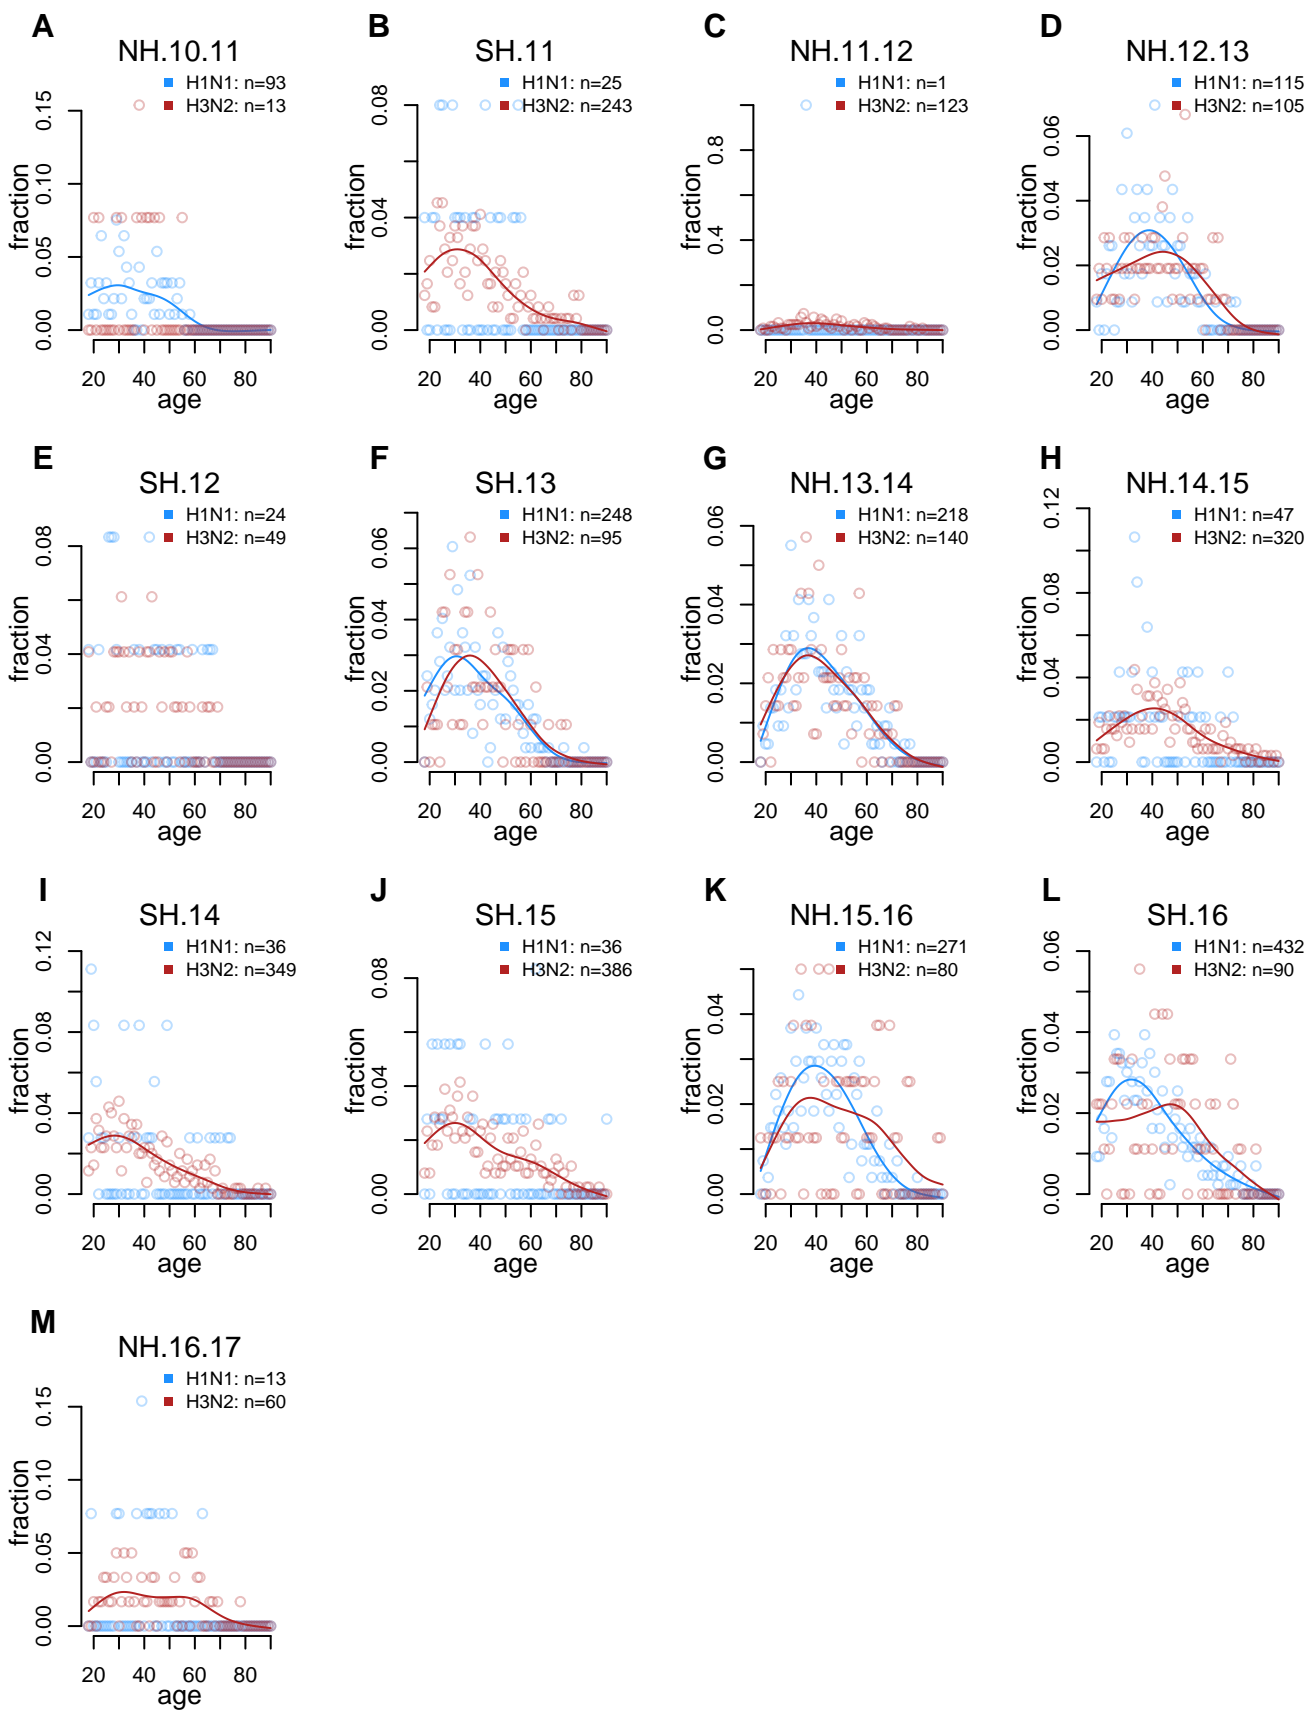 A
NH.10.11
H1N1: n=93
H3N2: n=13
fraction
0.00 0.05 0.10 0.15
20 40 60 80
age
B
SH.11
H1N1: n=25
H3N2: n=243
fraction
0.00 0.04 0.08
20 40 60 80
age
C
NH.11.12
H1N1: n=1
H3N2: n=123
fraction
0.0 0.4 0.8
20 40 60 80
age
D
NH.12.13
H1N1: n=115
H3N2: n=105
fraction
0.00 0.02 0.04 0.06
20 40 60 80
age
E
SH.12
H1N1: n=24
H3N2: n=49
fraction
0.00 0.04 0.08
20 40 60 80
age
F
SH.13
H1N1: n=248
H3N2: n=95
fraction
0.00 0.02 0.04 0.06
20 40 60 80
age
G
NH.13.14
H1N1: n=218
H3N2: n=140
fraction
0.00 0.02 0.04 0.06
20 40 60 80
age
H
NH.14.15
H1N1: n=47
H3N2: n=320
fraction
0.00 0.04 0.08 0.12
20 40 60 80
age
I
SH.14
H1N1: n=36
H3N2: n=349
fraction
0.00 0.04 0.08 0.12
20 40 60 80
age
J
SH.15
H1N1: n=36
H3N2: n=386
fraction
0.00 0.04 0.08
20 40 60 80
age
K
NH.15.16
H1N1: n=271
H3N2: n=80
fraction
0.00 0.02 0.04
20 40 60 80
age
L
SH.16
H1N1: n=432
H3N2: n=90
fraction
0.00 0.02 0.04 0.06
20 40 60 80
age
M
NH.16.17
H1N1: n=13
H3N2: n=60
fraction
0.00 0.05 0.10 0.15
20 40 60 80
age